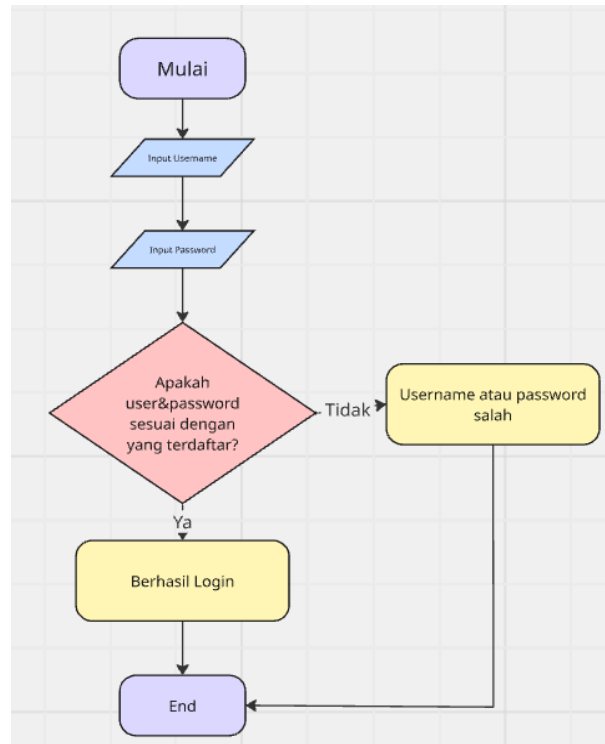 Mulai
Input Username
Input Password
Apakah
user&password
sesuai dengan
yang terdaftar?
Tidak
Username atau password
salah
Ya
Berhasil Login
End